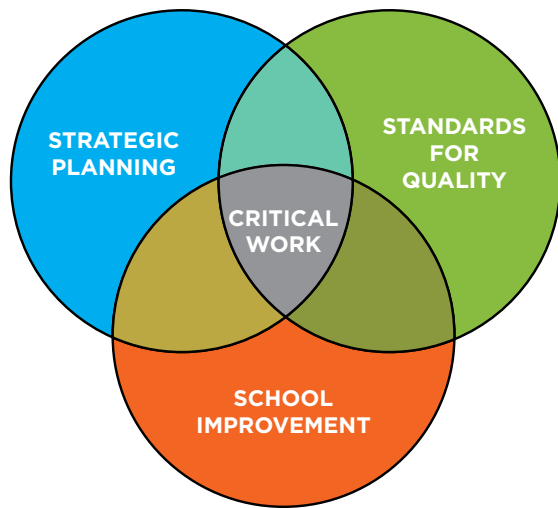 STRATEGIC
PLANNING
STANDARDS
FOR
QUALITY
CRITICAL
WORK
SCHOOL
IMPROVEMENT